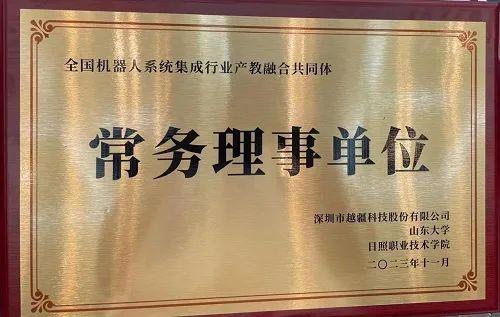 全国机器人系统集成行业产教融合共同体
常务理事单位
深圳市越疆科技股份有限公司
山东大学
日照职业技术学院
二〇二三年十一月